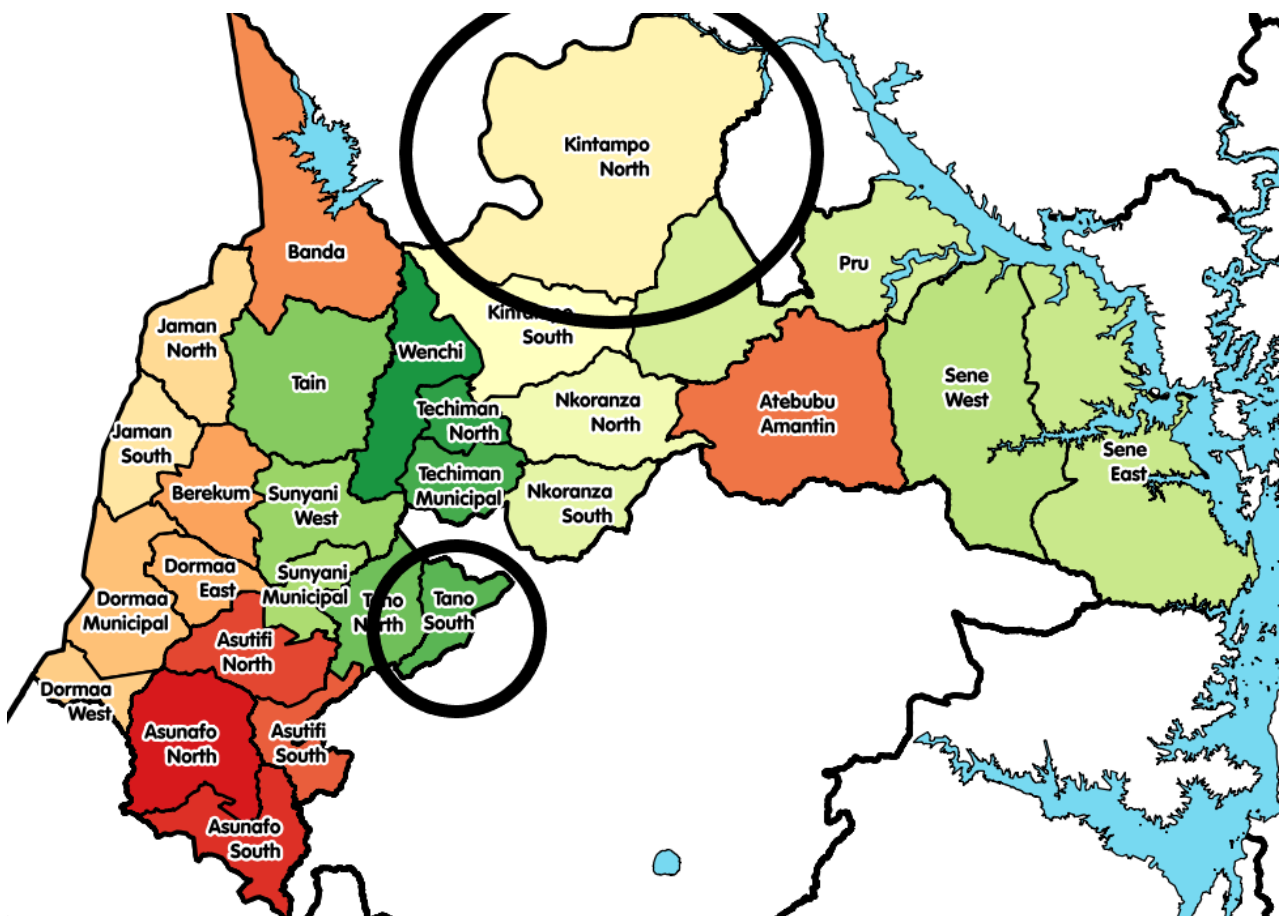 Kintampo
North
Banda
Pru
Jaman
North
Kintampo
South
Wenchi
Tain
Sene
West
Nkoranza
North
Atebubu
Amantin
Techiman
North
Jaman
South
Sene
East
Techiman
Municipal
Berekum
Sunyani
West
Nkoranza
South
Dormaa
East
Sunyani
Municipal
Dormaa
Municipal
Tano
North
Tano
South
Asutifi
North
Dormaa
West
Asunafo
North
Asutifi
South
Asunafo
South